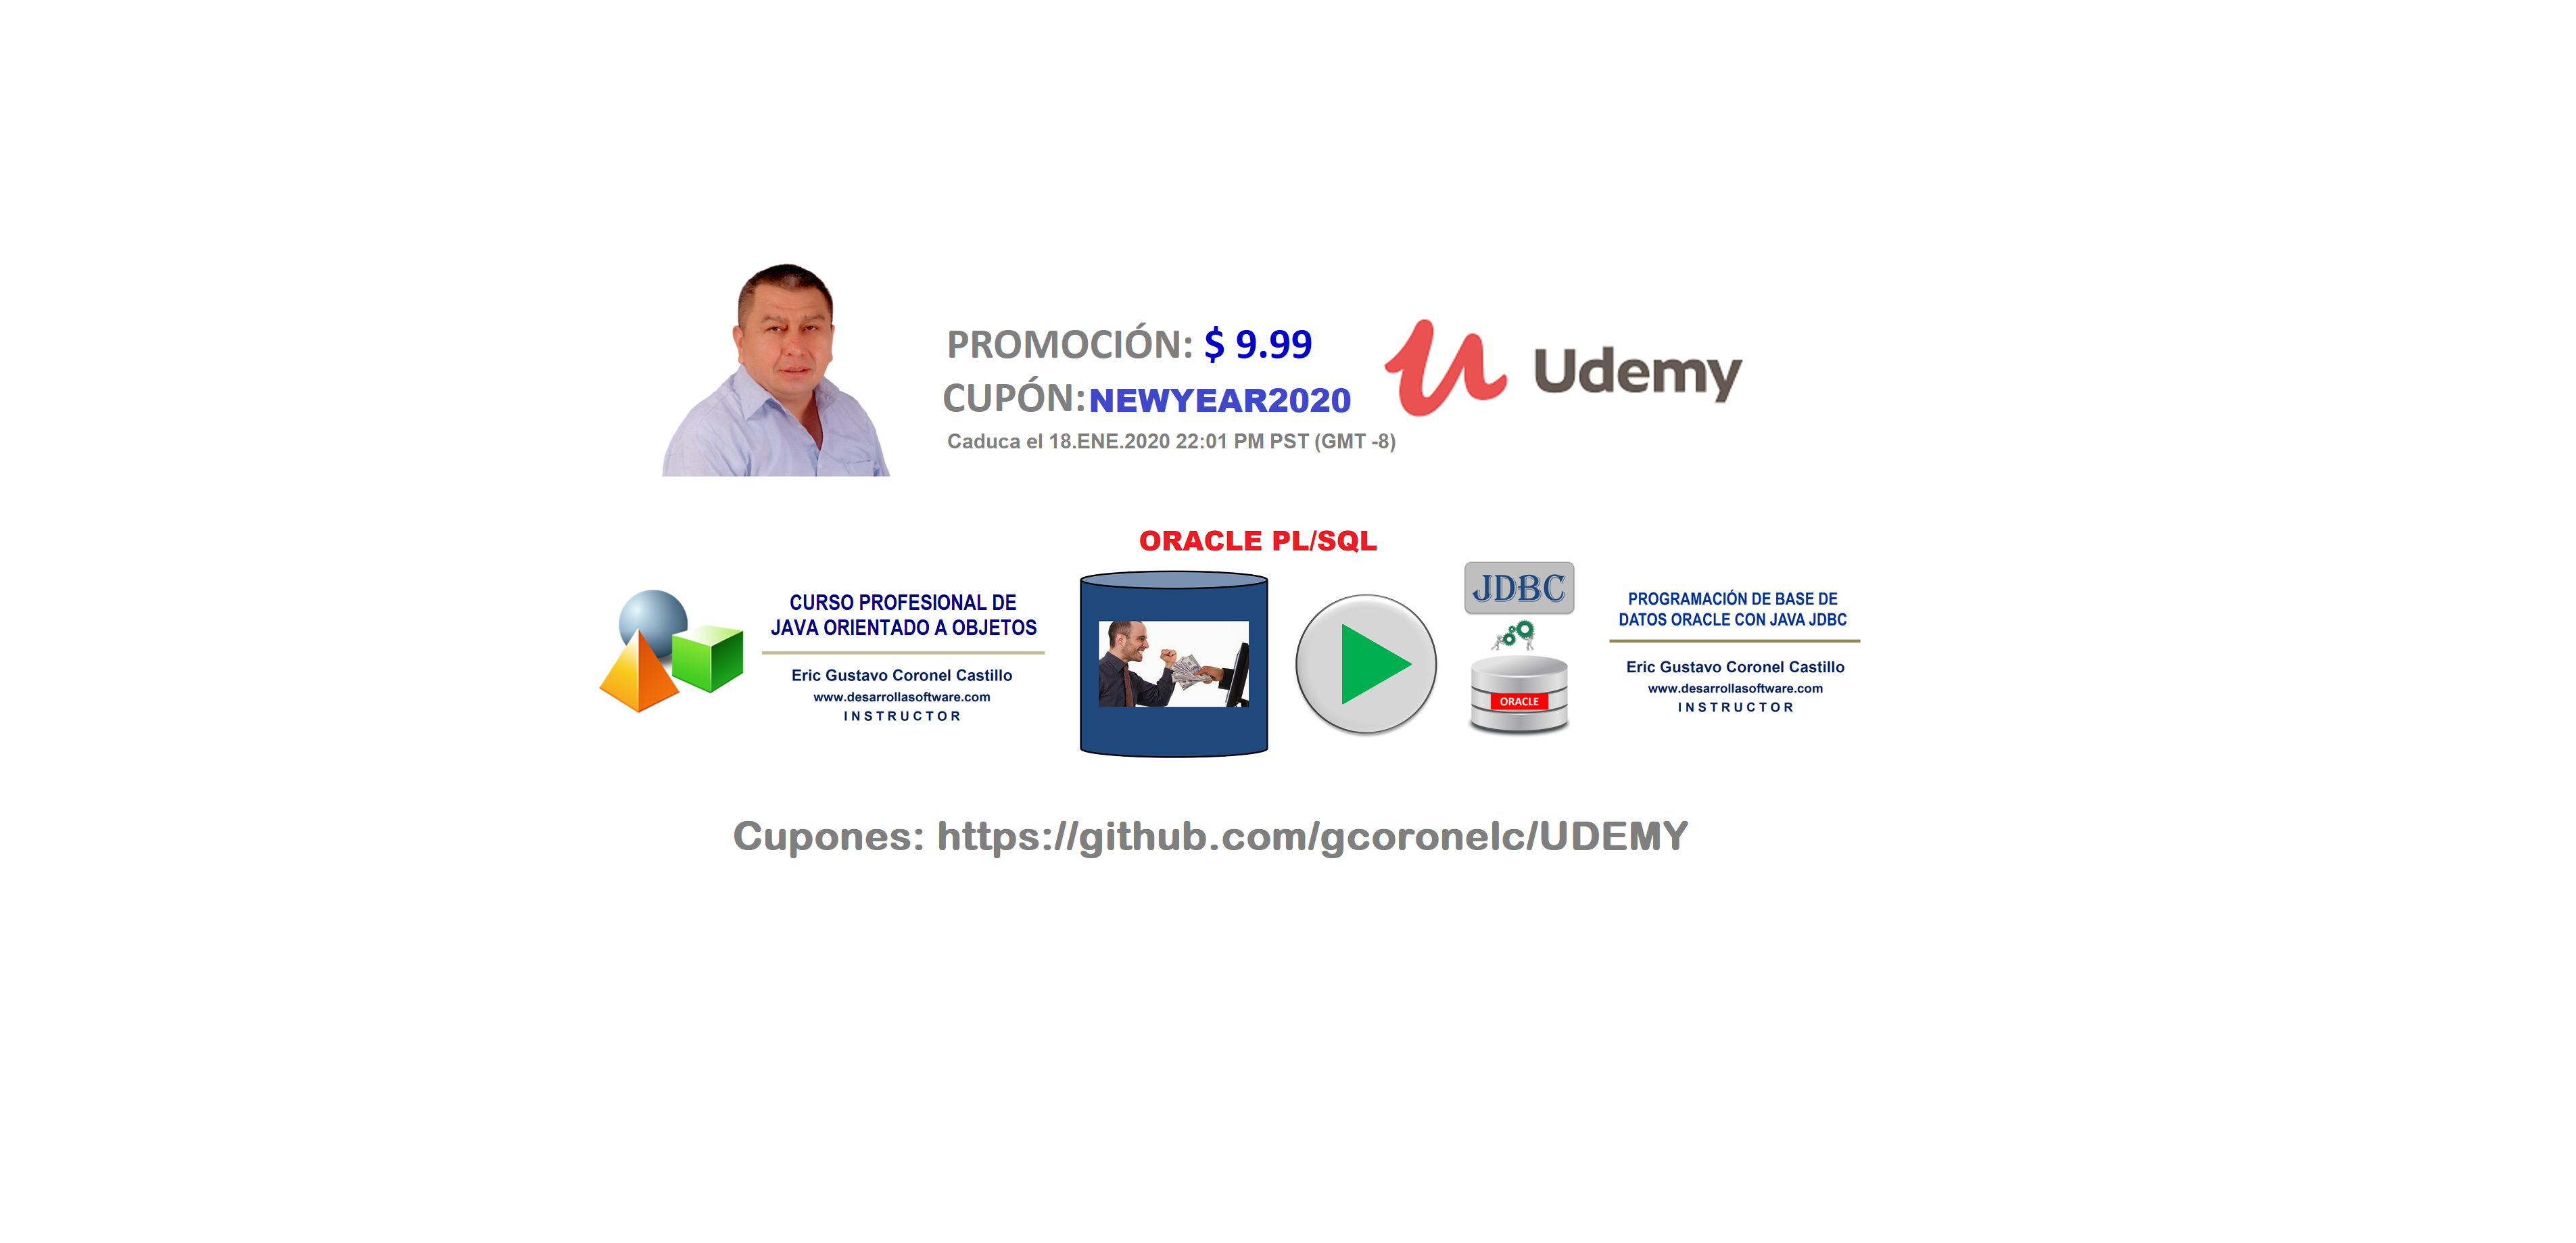 PROMOCIÓN: $ 9.99
CUPÓN: NEWYEAR2020
Caduca el 18.ENE.2020 22:01 PM PST (GMT -8)
Udemy
CURSO PROFESIONAL DE
JAVA ORIENTADO A OBJETOS
Eric Gustavo Coronel Castillo
www.desarrollasoftware.com
INSTRUCTOR
ORACLE PL/SQL
JDBC
ORACLE
PROGRAMACIÓN DE BASE DE
DATOS ORACLE CON JAVA JDBC
Eric Gustavo Coronel Castillo
www.desarrollasoftware.com
INSTRUCTOR
Cupones: https://github.com/gcoronelc/UDEMY